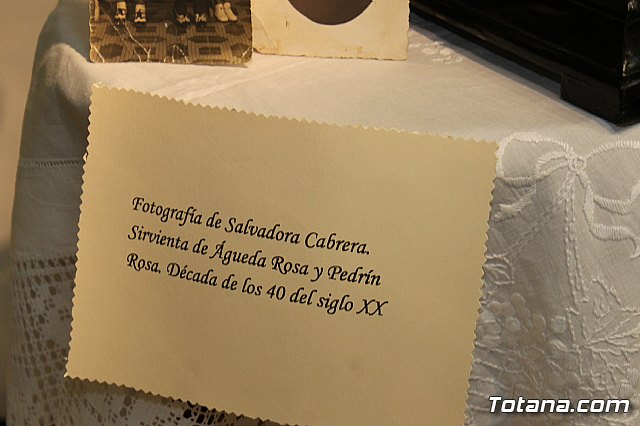 Fotografía de Salvadora Cabrera.
Sirvienta de Águeda Rosa y Pedrín
Rosa. Década de los 40 del siglo XX
Totana.com